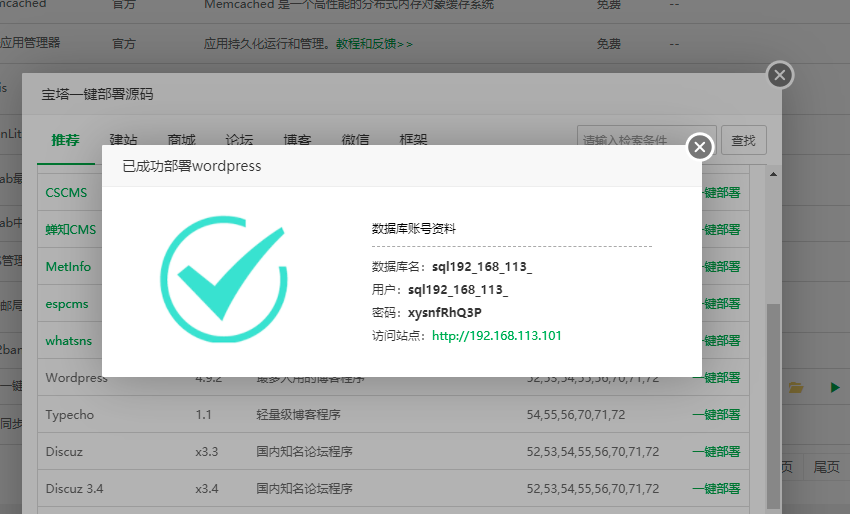 mcached 官方 Memcached 是一个高性能的分布式内存对象缓存系统 免费 --
应用管理器 官方 应用持久化运行和管理。教程和反馈>> 免费 --
宝塔一键部署源码
推荐 建站 商城 论坛 博客 微信 框架 请输入检索条件 查找
已成功部署wordpress
CSCMS 一键部署
蝉知CMS 一键部署
MetInfo 一键部署
espcms 一键部署
whatsns 一键部署
数据库账号资料
数据库名：sql192_168_113_
用户：sql192_168_113_
密码：xysnfRhQ3P
访问站点：http://192.168.113.101
Wordpress 4.9.2 最多人用的博客程序 52,53,54,55,56,70,71,72 一键部署
Typecho 1.1 轻量级博客程序 54,55,56,70,71,72 一键部署
Discuz x3.3 国内知名论坛程序 52,53,54,55,56,70,71,72 一键部署
Discuz 3.4 x3.4 国内知名论坛程序 52,53,54,55,56,70,71,72 一键部署
页 尾页